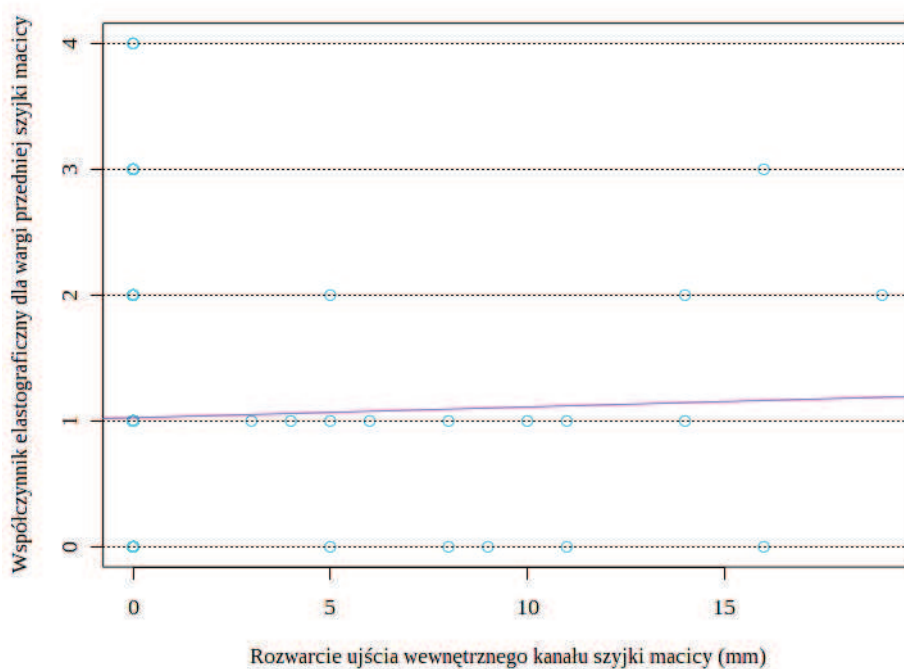 Współczynnik elastograficzny dla wargi przedniej szyjki macicy
4
3
2
1
0
0 5 10 15
Rozwarcie ujścia wewnętrznego kanału szyjki macicy (mm)